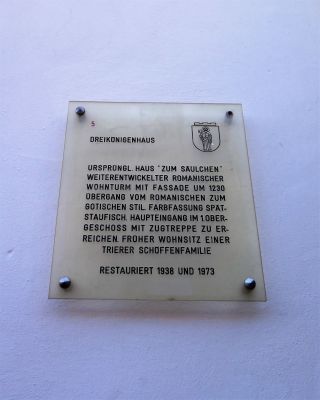 5
DREIKÖNIGENHAUS
URSPRÜNGL. HAUS "ZUM SÄULCHEN"
WEITERENTWICKELTER ROMANISCHER
WOHNTURM MIT FASSADE UM 1230
ÜBERGANG VOM ROMANISCHEN ZUM
GOTISCHEN STIL. FARBFASSUNG SPÄT-
STAUFISCH. HAUPTEINGANG IM 1. OBER-
GESCHOSS MIT ZUGTREPPE ZU ER-
REICHEN. FRÜHER WOHNSITZ EINER
TRIERER SCHÖFFENFAMILIE
RESTAURIERT 1938 UND 1973